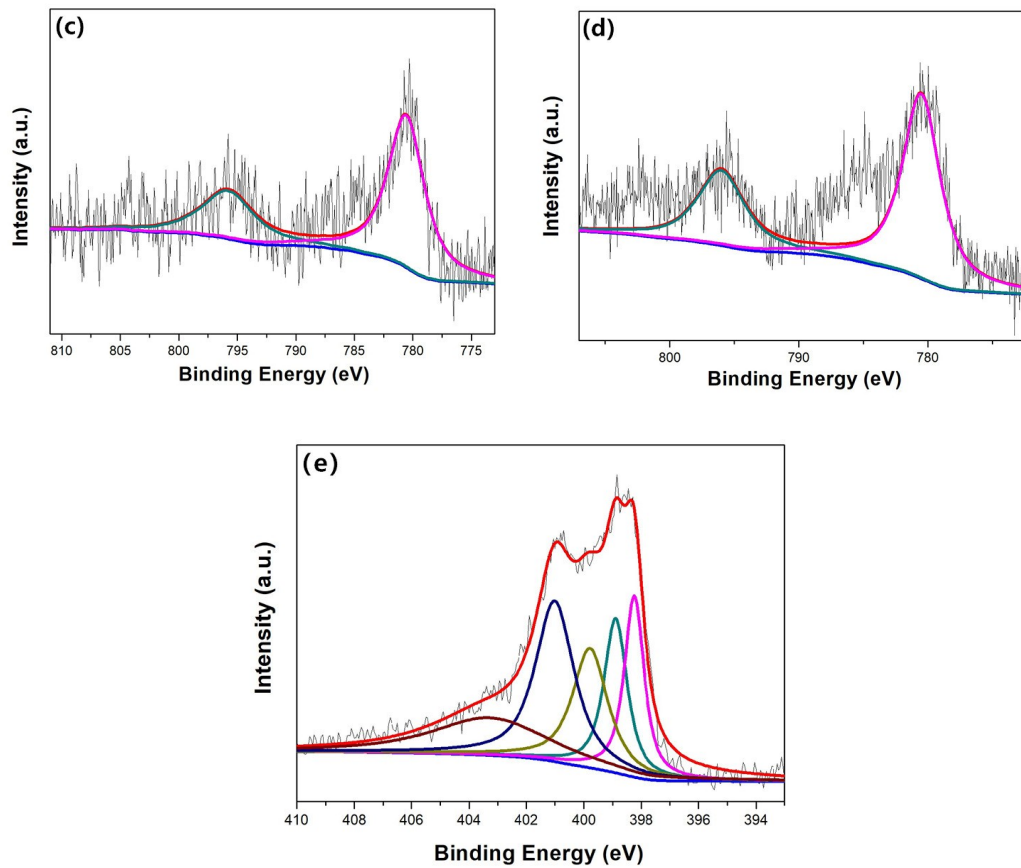 (c)
Intensity (a.u.)
810 805 800 795 790 785 780 775
Binding Energy (eV)
(d)
Intensity (a.u.)
800 790 780
Binding Energy (eV)
(e)
Intensity (a.u.)
410 408 406 404 402 400 398 396 394
Binding Energy (eV)